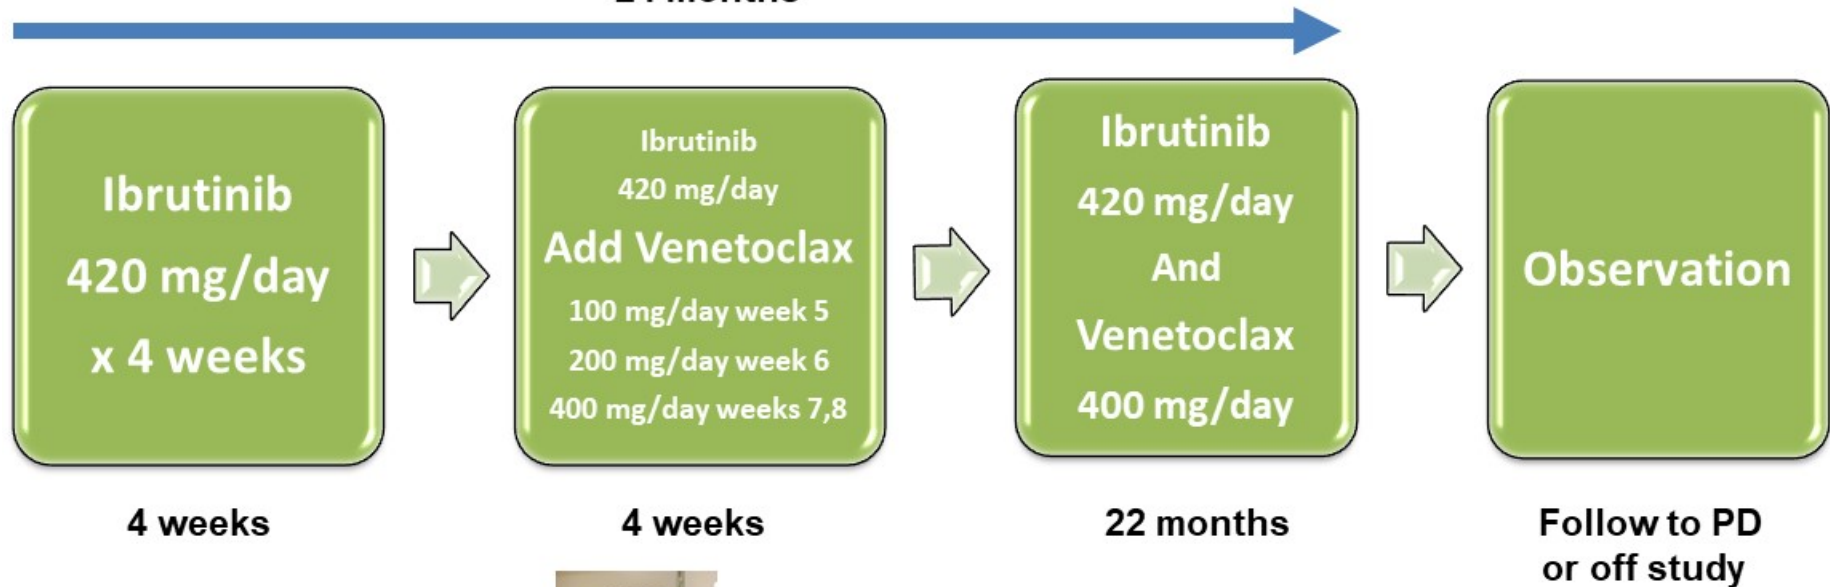 Months
Ibrutinib
420 mg/day
x 4 weeks
Ibrutinib
420 mg/day
Add Venetoclax
100 mg/day week 5
200 mg/day week 6
400 mg/day weeks 7,8
Ibrutinib
420 mg/day
And
Venetoclax
400 mg/day
Observation
4 weeks
4 weeks
22 months
Follow to PD
or off study